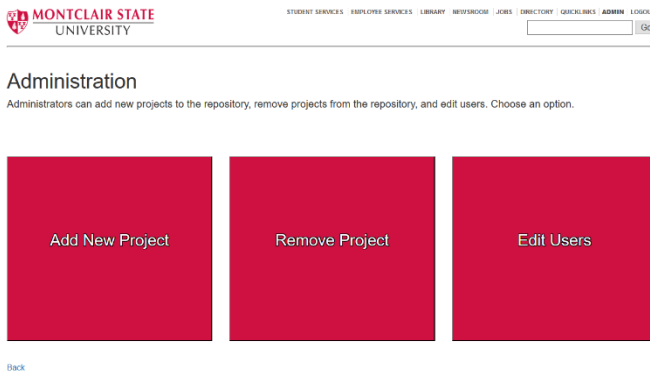 MONTCLAIR STATE
UNIVERSITY
STUDENT SERVICES EMPLOYEE SERVICES LIBRARY NEWSROOM JOBS DIRECTORY QUICKLINKS ADMIN LOGOU
Go
Administration
Administrators can add new projects to the repository, remove projects from the repository, and edit users. Choose an option.
Add New Project
Remove Project
Edit Users
Back